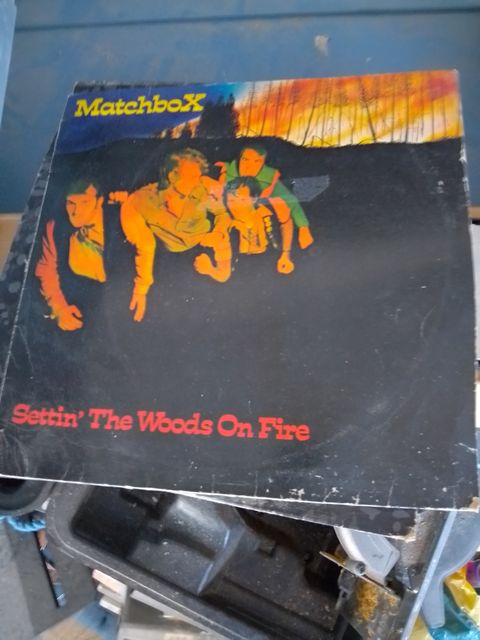 MatchboX
Settin' The Woods On Fire